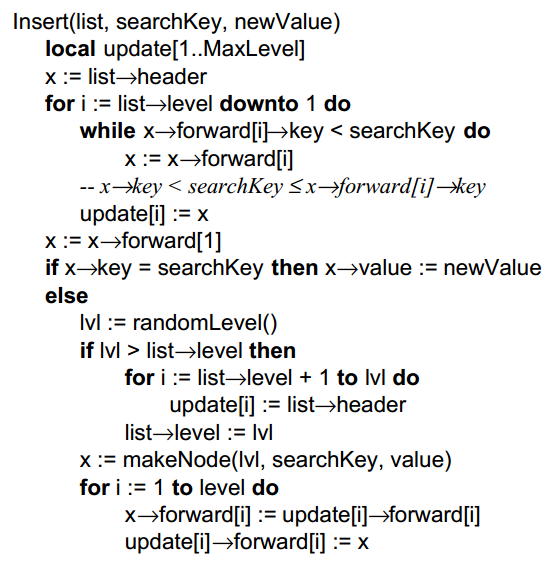 Insert(list, searchKey, newValue)
local update[1..MaxLevel]
x := list→header
for i := list→level downto 1 do
while x→forward[i]→key < searchKey do
x := x→forward[i]
-- x→key < searchKey ≤ x→forward[i]→key
update[i] := x
x := x→forward[1]
if x→key = searchKey then x→value := newValue
else
lvl := randomLevel()
if lvl > list→level then
for i := list→level + 1 to lvl do
update[i] := list→header
list→level := lvl
x := makeNode(lvl, searchKey, value)
for i := 1 to level do
x→forward[i] := update[i]→forward[i]
update[i]→forward[i] := x